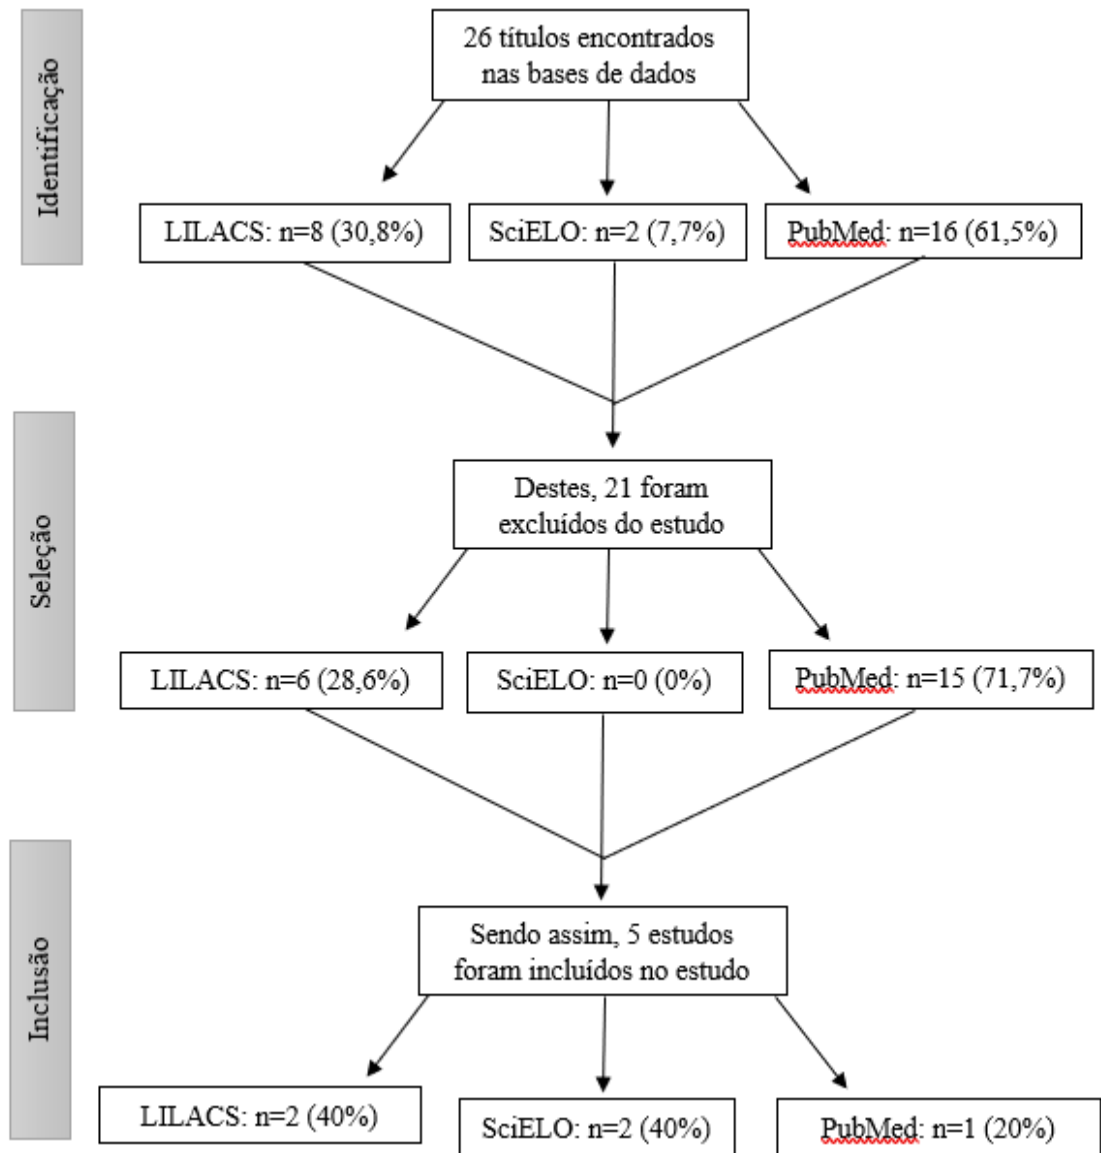 Identificação
26 títulos encontrados
nas bases de dados
LILACS: n=8 (30,8%)
SciELO: n=2 (7,7%)
PubMed: n=16 (61,5%)
Seleção
Destes, 21 foram
excluídos do estudo
LILACS: n=6 (28,6%)
SciELO: n=0 (0%)
PubMed: n=15 (71,7%)
Inclusão
Sendo assim, 5 estudos
foram incluídos no estudo
LILACS: n=2 (40%)
SciELO: n=2 (40%)
PubMed: n=1 (20%)